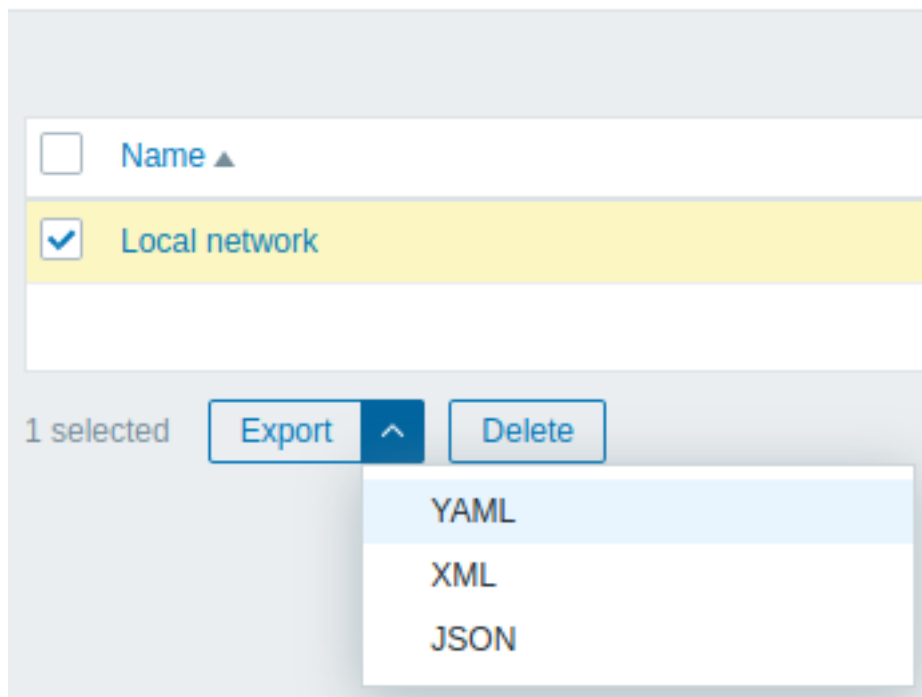 Name
Local network
1 selected Export Delete
YAML
XML
JSON